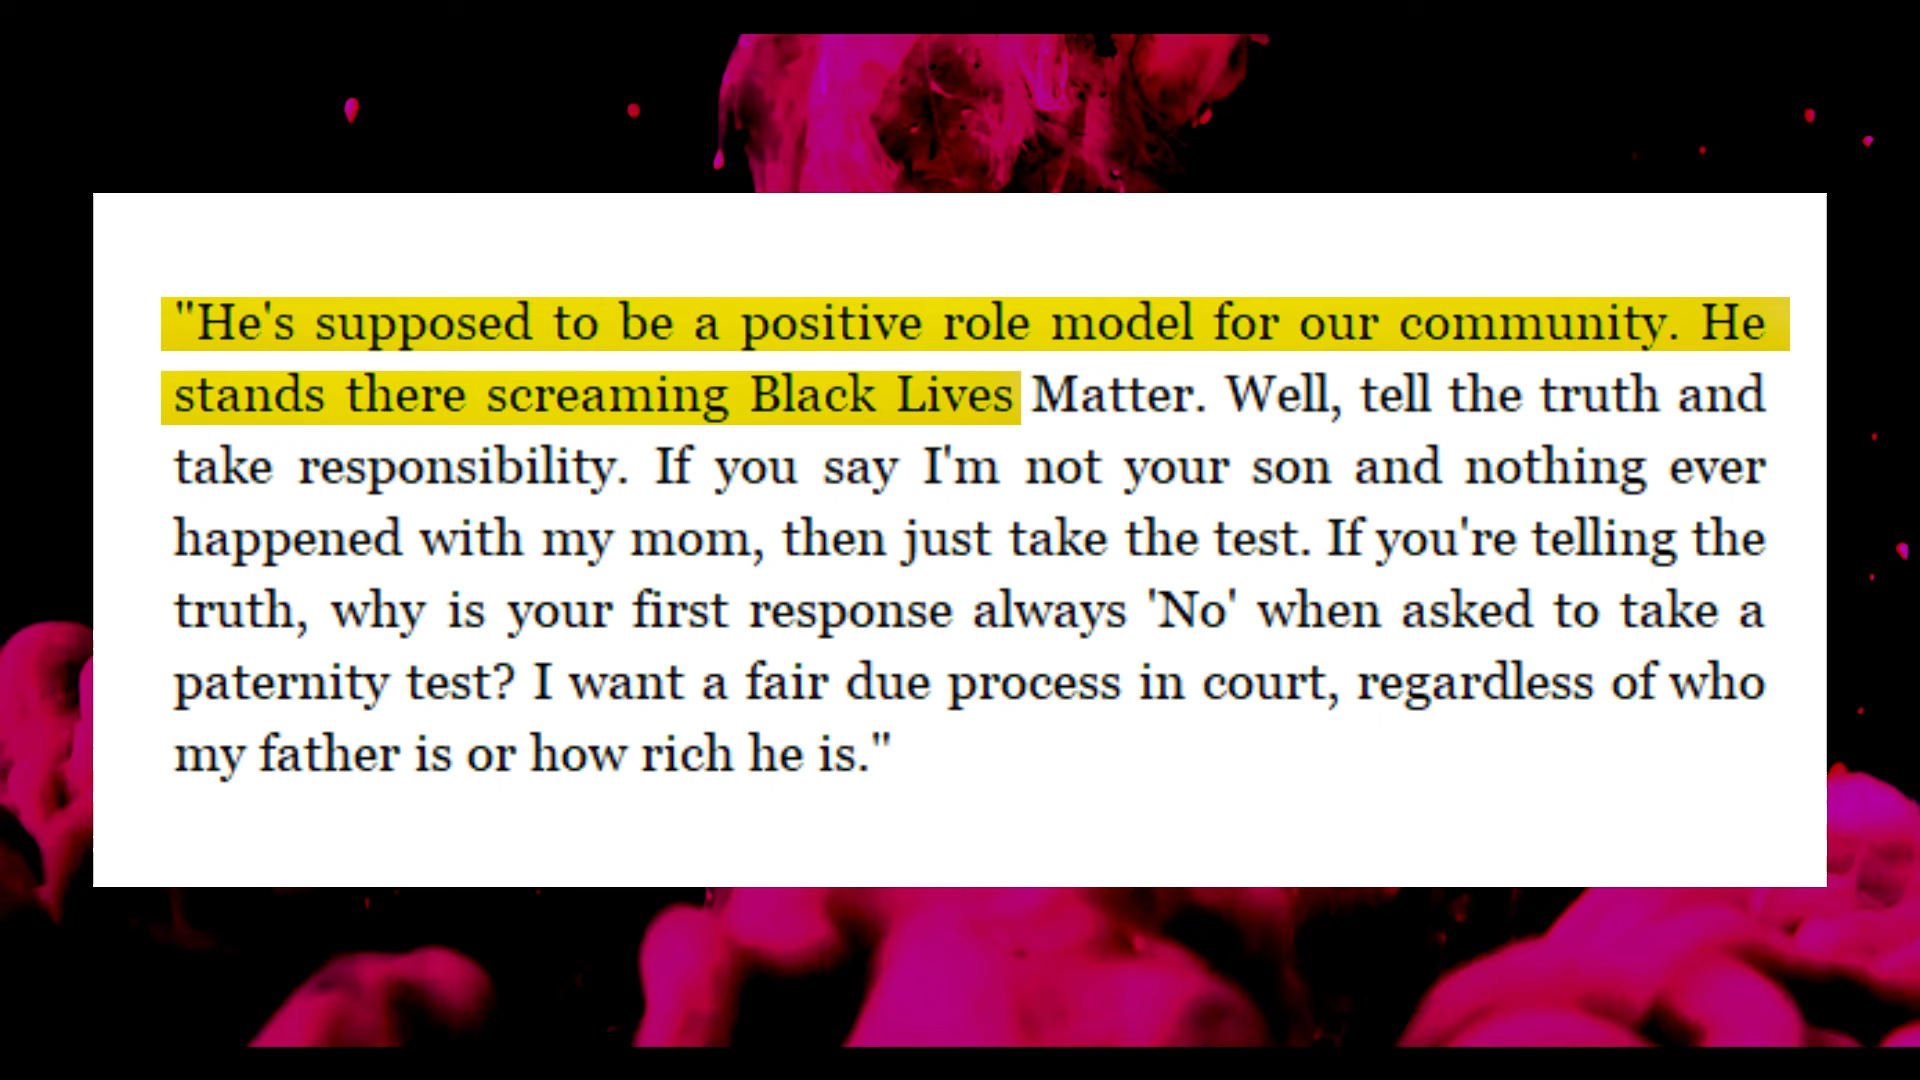 "He's supposed to be a positive role model for our community. He
stands there screaming Black Lives Matter. Well, tell the truth and
take responsibility. If you say I'm not your son and nothing ever
happened with my mom, then just take the test. If you're telling the
truth, why is your first response always 'No' when asked to take a
paternity test? I want a fair due process in court, regardless of who
my father is or how rich he is."